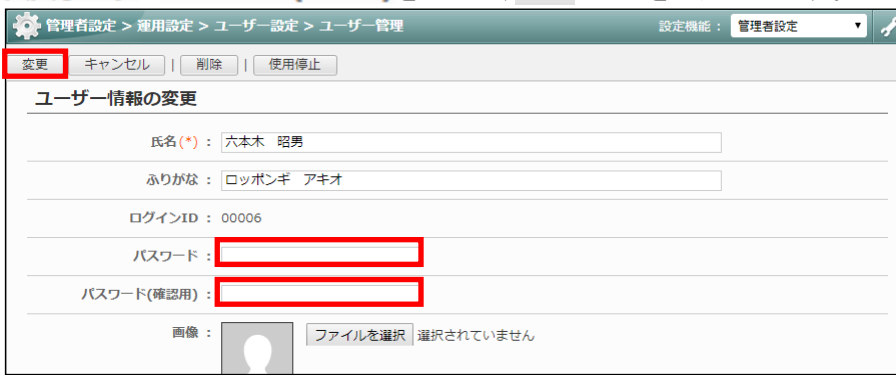 管理者設定 > 運用設定 > ユーザー設定 > ユーザー管理 設定機能： 管理者設定
変更 キャンセル | 削除 | 使用停止
ユーザー情報の変更
氏名(*)： 六本木　昭男
ふりがな： ロッポンギ　アキオ
ログインID： 00006
パスワード：
パスワード(確認用)：
画像： ファイルを選択 選択されていません